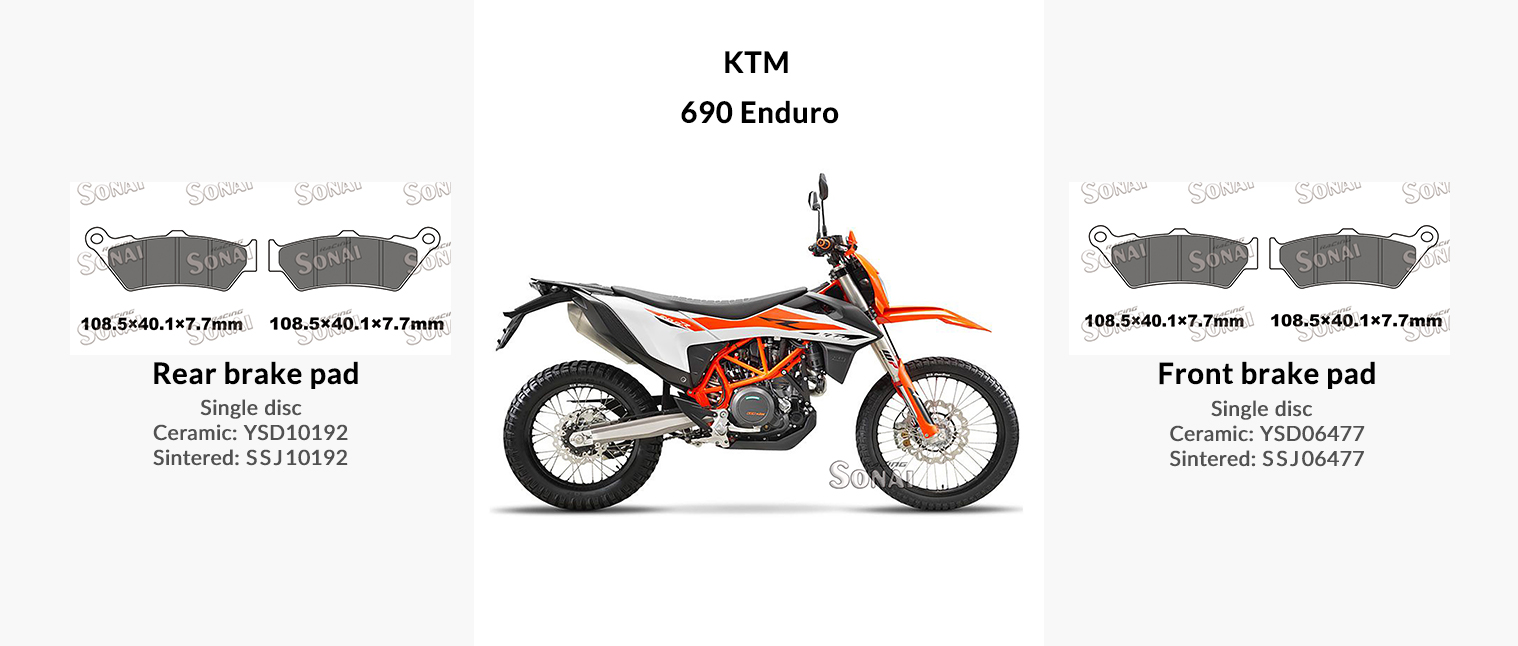 KTM
690 Enduro
SONAI SONAI SONAI
RACING
SONAI SONAI SONAI
108.5×40.1×7.7mm 108.5×40.1×7.7mm
Rear brake pad
Single disc
Ceramic: YSD10192
Sintered: SSJ10192
RACING
SONAI
SONAI SONAI SONAI
RACING
SONAI SONAI SONAI
108.5×40.1×7.7mm 108.5×40.1×7.7mm
Front brake pad
Single disc
Ceramic: YSD06477
Sintered: SSJ06477